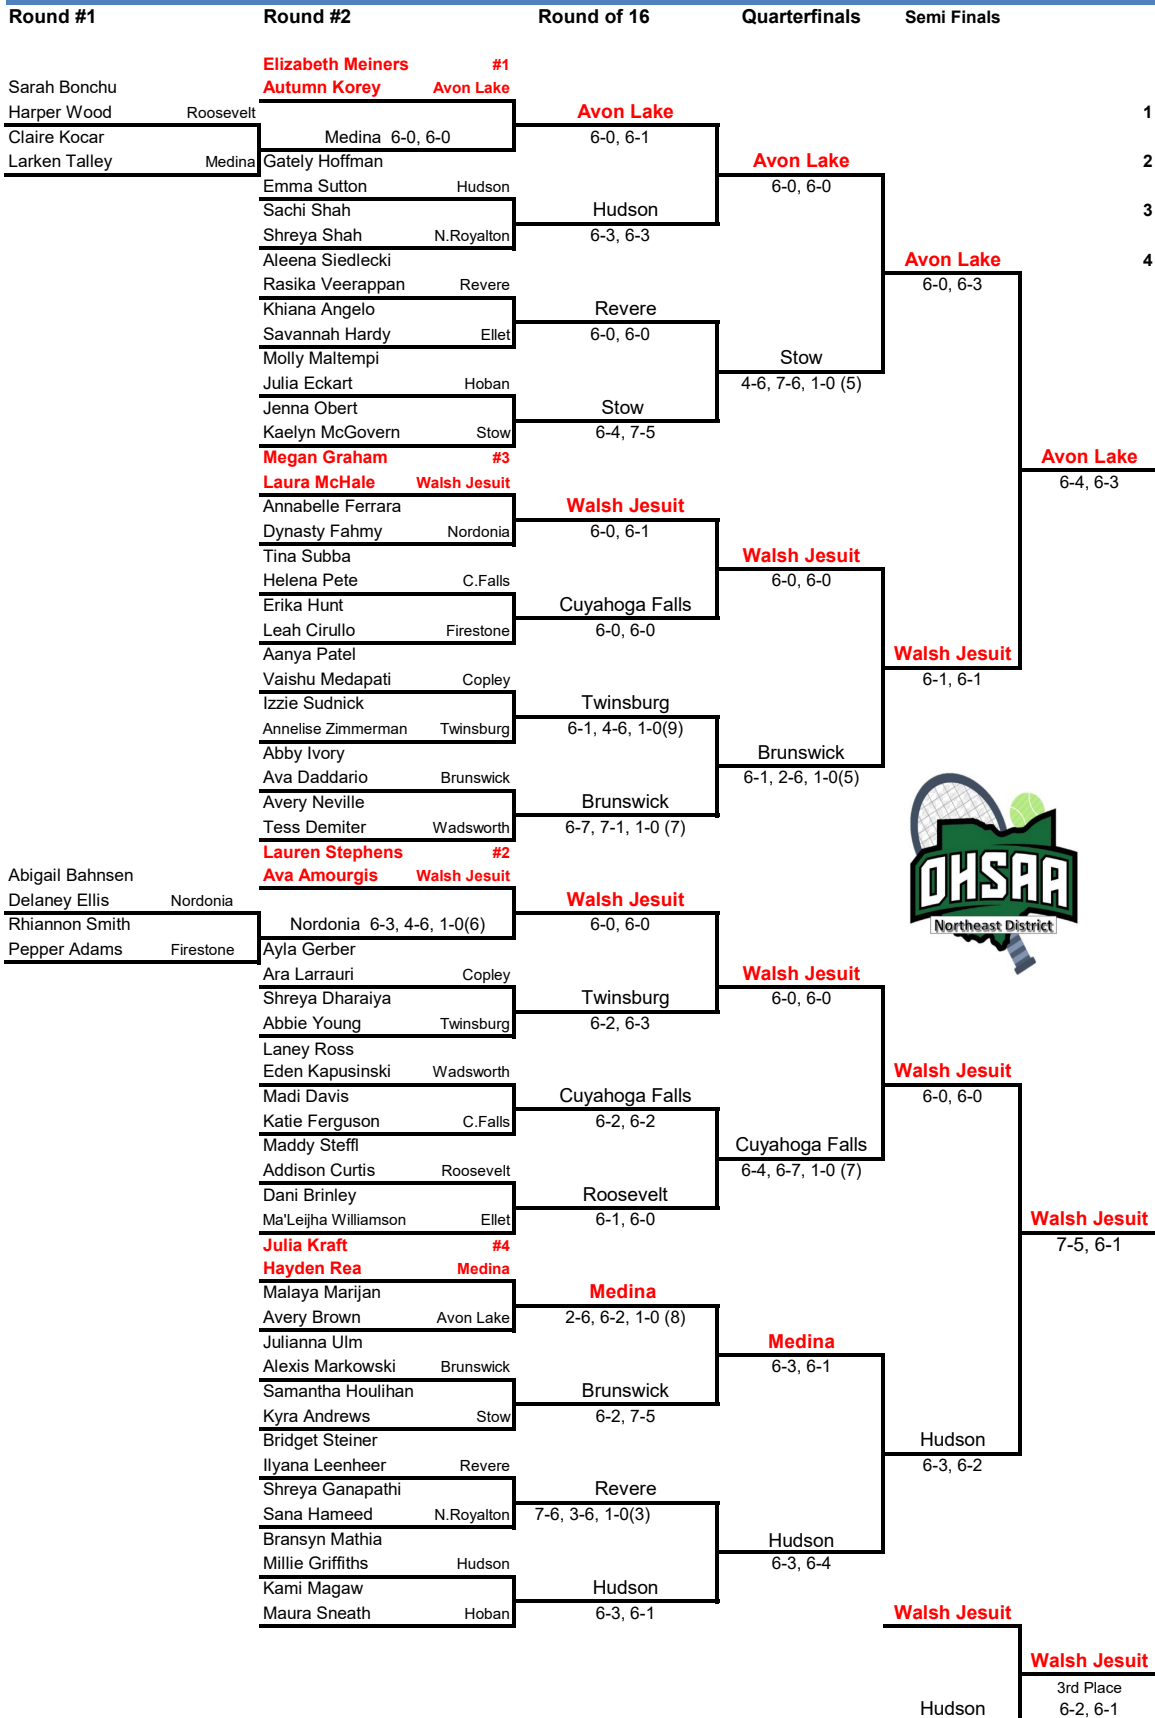 Round #1 Round #2 Round of 16 Quarterfinals Semi Finals
Elizabeth Meiners #1
Sarah Bonchu Autumn Korey Avon Lake
Harper Wood Roosevelt Avon Lake 1
Claire Kocar Medina 6-0, 6-0 6-0, 6-1
Larken Talley Medina Gately Hoffman Avon Lake 2
Emma Sutton Hudson 6-0, 6-0
Sachi Shah Hudson 3
Shreya Shah N.Royalton 6-3, 6-3
Aleena Siedlecki Avon Lake 4
Rasika Veerappan Revere 6-0, 6-3
Khiana Angelo Revere
Savannah Hardy Ellet 6-0, 6-0
Molly Maltempi Stow
Julia Eckart Hoban 4-6, 7-6, 1-0 (5)
Jenna Obert Stow
Kaelyn McGovern Stow 6-4, 7-5
Megan Graham #3 Avon Lake
Laura McHale Walsh Jesuit 6-4, 6-3
Annabelle Ferrara Walsh Jesuit
Dynasty Fahmy Nordonia 6-0, 6-1
Tina Subba Walsh Jesuit
Helena Pete C.Falls 6-0, 6-0
Erika Hunt Cuyahoga Falls
Leah Cirullo Firestone 6-0, 6-0
Aanya Patel Walsh Jesuit
Vaishu Medapati Copley 6-1, 6-1
Izzie Sudnick Twinsburg
Annelise Zimmerman Twinsburg 6-1, 4-6, 1-0(9)
Abby Ivory Brunswick
Ava Daddario Brunswick 6-1, 2-6, 1-0(5)
Avery Neville Brunswick
Tess Demiter Wadsworth 6-7, 7-1, 1-0 (7)
Lauren Stephens #2
Abigail Bahnsen Ava Amourgis Walsh Jesuit
OHSAA
Delaney Ellis Nordonia Walsh Jesuit
Rhiannon Smith Nordonia 6-3, 4-6, 1-0(6) 6-0, 6-0 Northeast District
Pepper Adams Firestone Ayla Gerber
Ara Larrauri Copley Walsh Jesuit
Shreya Dharaiya Twinsburg 6-0, 6-0
Abbie Young Twinsburg 6-2, 6-3
Laney Ross
Eden Kapusinski Wadsworth Walsh Jesuit
Madi Davis Cuyahoga Falls 6-0, 6-0
Katie Ferguson C.Falls 6-2, 6-2
Maddy Steffl Cuyahoga Falls
Addison Curtis Roosevelt 6-4, 6-7, 1-0 (7)
Dani Brinley Roosevelt
Ma'Leijha Williamson Ellet 6-1, 6-0 Walsh Jesuit
Julia Kraft #4 7-5, 6-1
Hayden Rea Medina
Malaya Marijan Medina
Avery Brown Avon Lake 2-6, 6-2, 1-0 (8)
Julianna Ulm Medina
Alexis Markowski Brunswick 6-3, 6-1
Samantha Houlihan Brunswick
Kyra Andrews Stow 6-2, 7-5
Bridget Steiner Hudson
Ilyana Leenheer Revere 6-3, 6-2
Shreya Ganapathi Revere
Sana Hameed N.Royalton 7-6, 3-6, 1-0(3)
Bransyn Mathia Hudson
Millie Griffiths Hudson 6-3, 6-4
Kami Magaw Hudson
Maura Sneath Hoban 6-3, 6-1 Walsh Jesuit
Walsh Jesuit
3rd Place
Hudson 6-2, 6-1